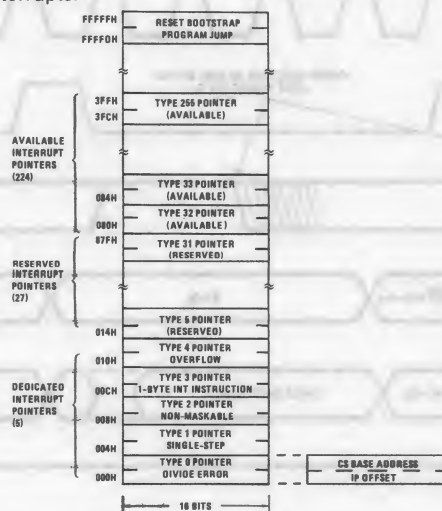 FFFFFH
RESET BOOTSTRAP
PROGRAM JUMP
FFFF0H
3FFH
TYPE 255 POINTER
(AVAILABLE)
3FCH
AVAILABLE
INTERRUPT
POINTERS
(224)
TYPE 33 POINTER
(AVAILABLE)
084H
TYPE 32 POINTER
(AVAILABLE)
080H
07FH
TYPE 31 POINTER
(RESERVED)
RESERVED
INTERRUPT
POINTERS
(27)
TYPE 5 POINTER
(RESERVED)
014H
TYPE 4 POINTER
OVERFLOW
010H
TYPE 3 POINTER
1-BYTE INT INSTRUCTION
00CH
DEDICATED
INTERRUPT
POINTERS
(5)
TYPE 2 POINTER
NON-MASKABLE
008H
TYPE 1 POINTER
SINGLE-STEP
004H
TYPE 0 POINTER
DIVIDE ERROR
000H
CS BASE ADDRESS
IP OFFSET
16 BITS